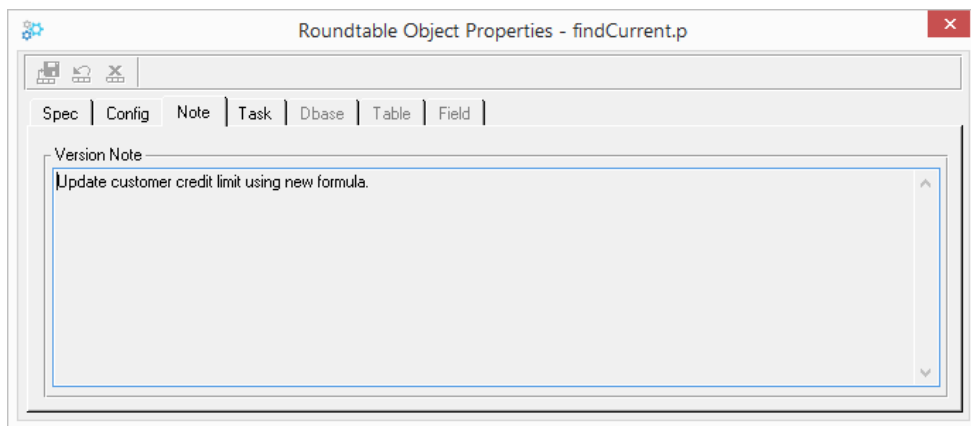 Roundtable Object Properties - findCurrent.p
Spec Config Note Task Dbase Table Field
Version Note
Update customer credit limit using new formula.